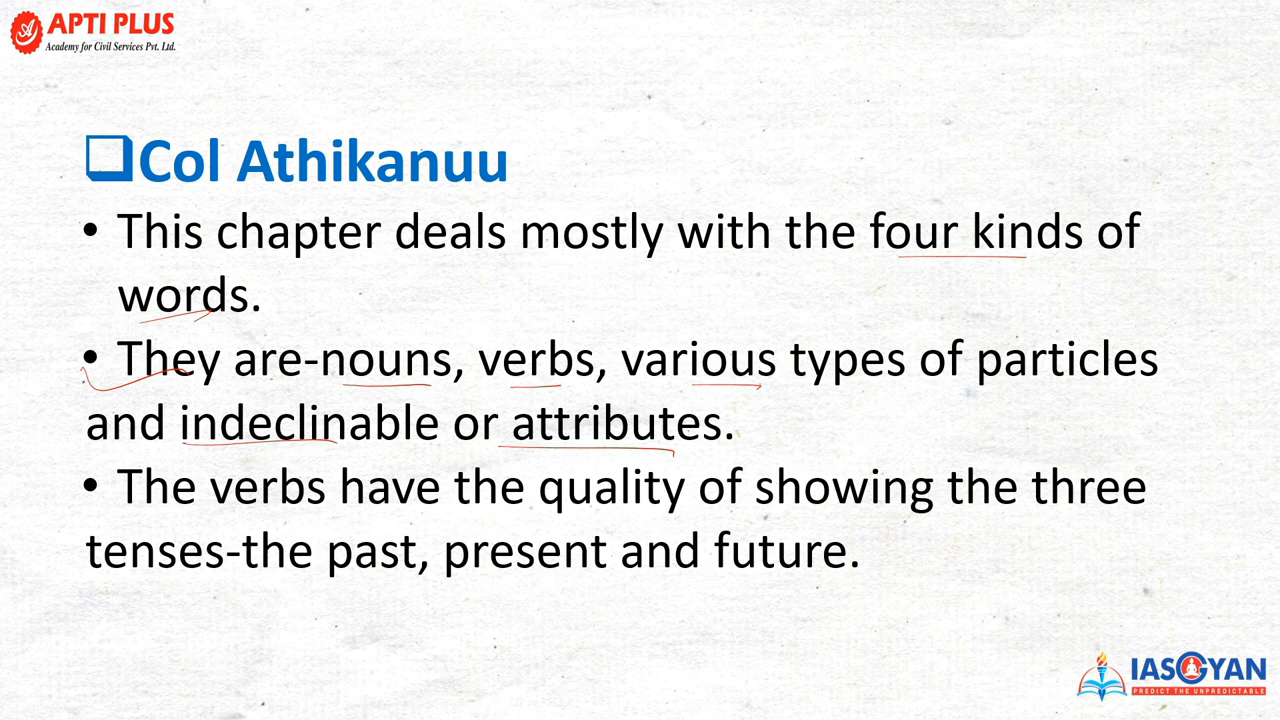 APTI PLUS
Academy for Civil Services Pvt. Ltd.
Col Athikanuu
• This chapter deals mostly with the four kinds of
words.
• They are-nouns, verbs, various types of particles
and indeclinable or attributes.
• The verbs have the quality of showing the three
tenses-the past, present and future.
IASGYAN
PREDICT THE UNPREDICTABLE